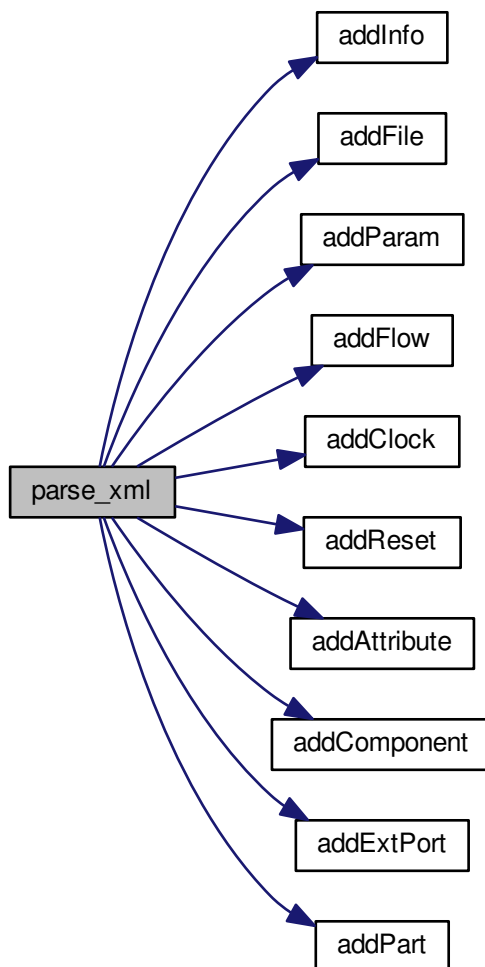 addInfo
addFile
addParam
addFlow
addClock
parse_xml
addReset
addAttribute
addComponent
addExtPort
addPart